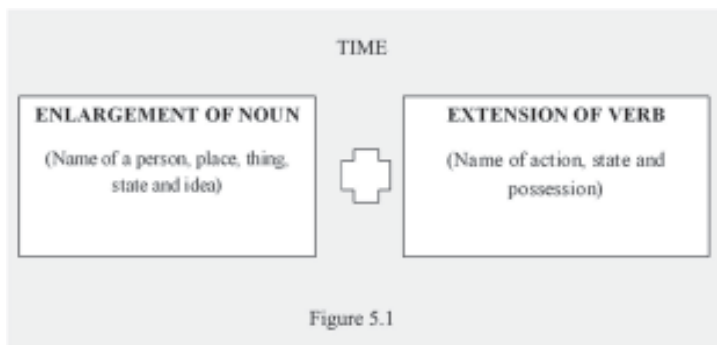 TIME
ENLARGEMENT OF NOUN
(Name of a person, place, thing,
state and idea)
EXTENSION OF VERB
(Name of action, state and
possession)
Figure 5.1